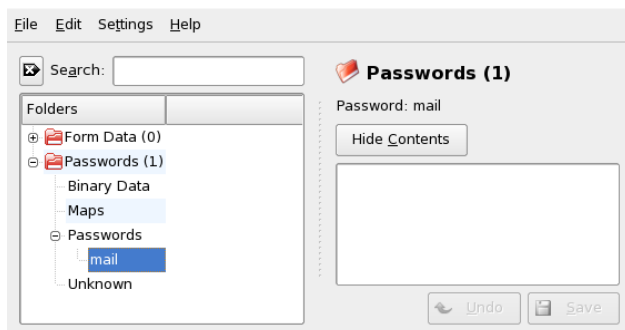 File Edit Settings Help
Search:
Folders
Form Data (0)
Passwords (1)
Binary Data
Maps
Passwords
mail
Unknown
Passwords (1)
Password: mail
Hide Contents
Undo Save